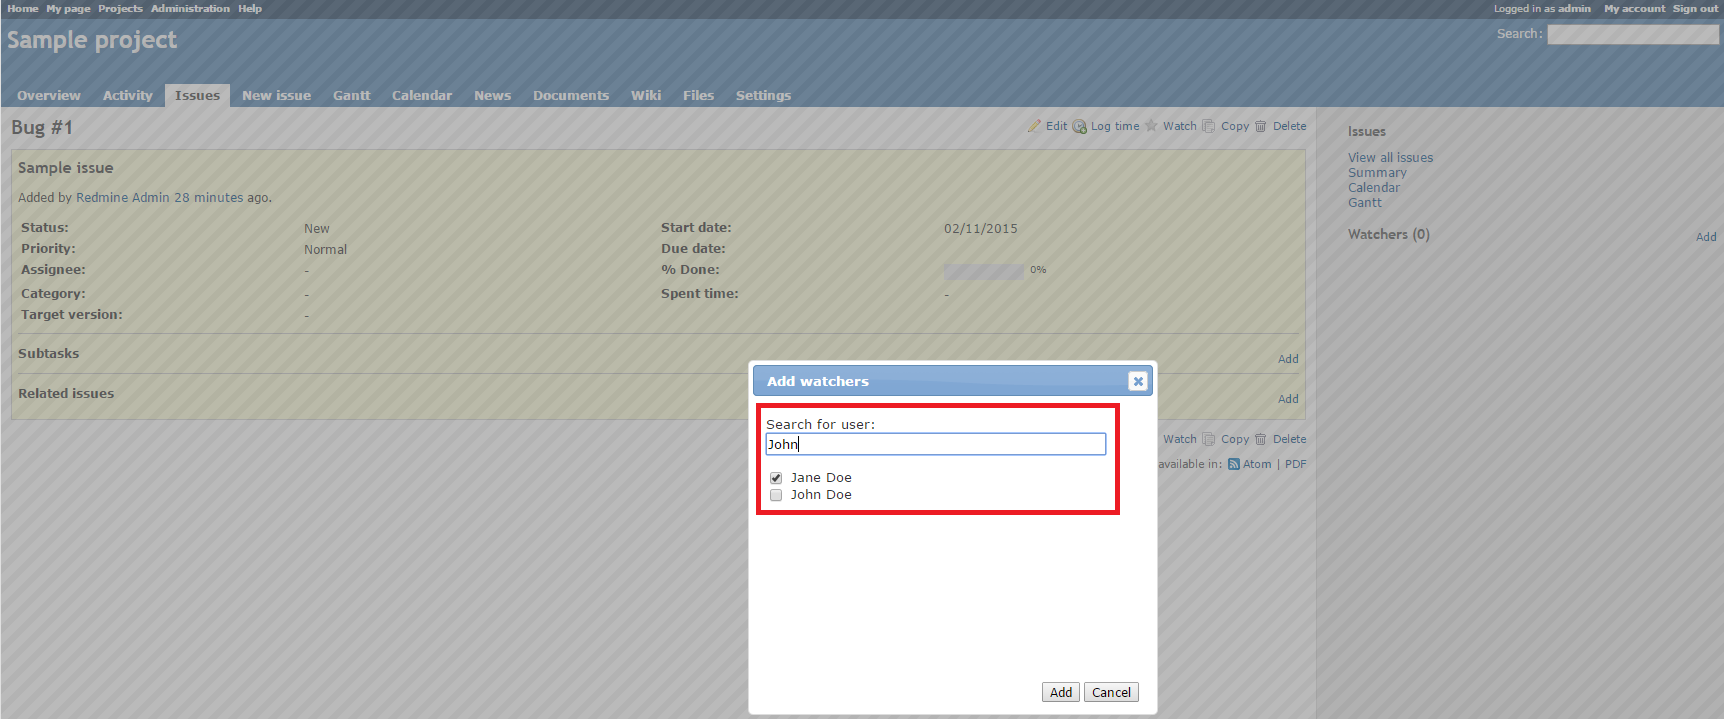 Home My page Projects Administration Help
Logged in as admin My account Sign out
Sample project
Search:
Overview Activity Issues New issue Gantt Calendar News Documents Wiki Files Settings
Bug #1
Edit Log time Watch Copy Delete
Sample issue
Added by Redmine Admin 28 minutes ago.
Status: New Start date: 02/11/2015
Priority: Normal Due date:
Assignee: - % Done: 0%
Category: - Spent time: -
Target version: -
Subtasks
Add
Related issues
Add
Watch Copy Delete
available in: Atom | PDF
Issues
View all issues
Summary
Calendar
Gantt
Watchers (0)
Add
Add watchers
Search for user:
John
Jane Doe
John Doe
Add Cancel